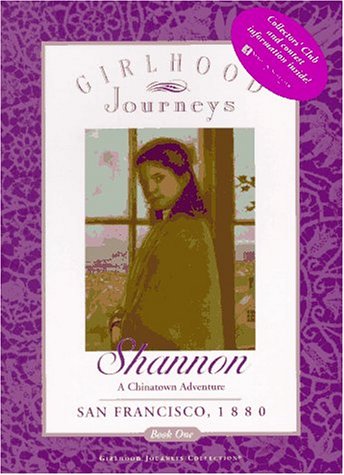 Collectors Club
and contest
information inside!
GIRLHOOD
Journeys
Shannon
A Chinatown Adventure
SAN FRANCISCO, 1880
Book One
GIRLHOOD JOURNEYS COLLECTION®